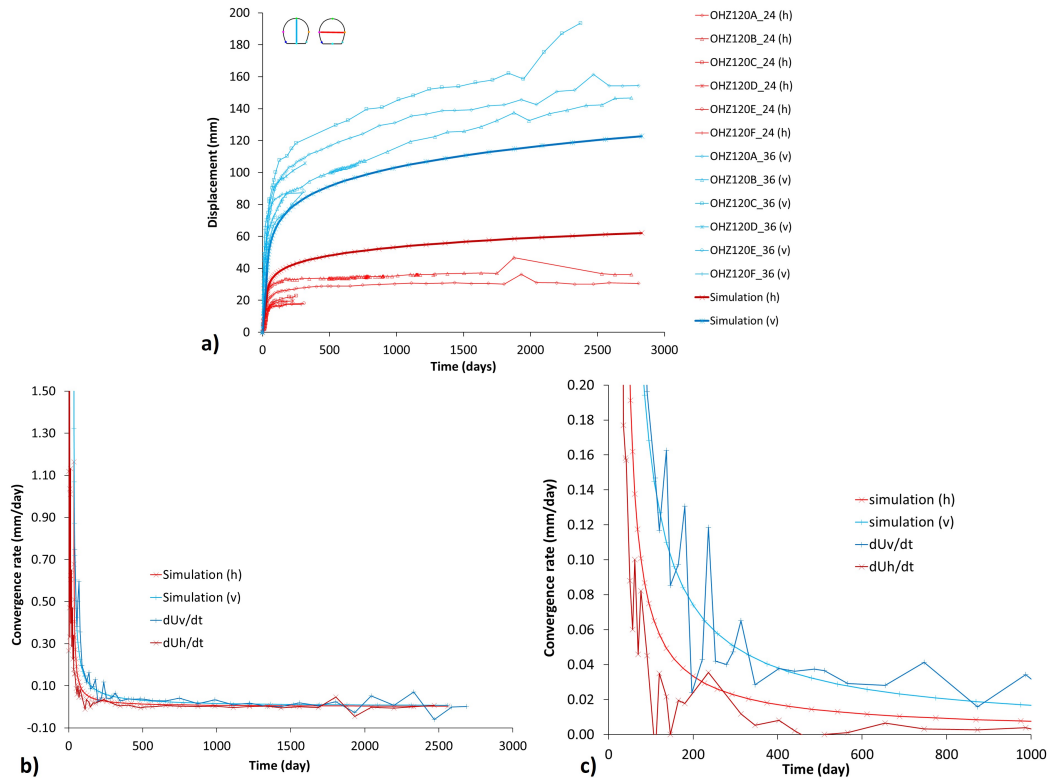 200
180
160
140
120
100
80
60
40
20
0
Displacement (mm)
0
500
1000
1500
2000
2500
3000
Time (days)
a)
OHZ120A_24 (h)
OHZ120B_24 (h)
OHZ120C_24 (h)
OHZ120D_24 (h)
OHZ120E_24 (h)
OHZ120F_24 (h)
OHZ120A_36 (v)
OHZ120B_36 (v)
OHZ120C_36 (v)
OHZ120D_36 (v)
OHZ120E_36 (v)
OHZ120F_36 (v)
Simulation (h)
Simulation (v)
1.50
1.30
1.10
0.90
0.70
0.50
0.30
0.10
-0.10
Convergence rate (mm/day)
0
500
1000
1500
2000
2500
3000
Time (day)
b)
Simulation (h)
Simulation (v)
dUv/dt
dUh/dt
0.20
0.18
0.16
0.14
0.12
0.10
0.08
0.06
0.04
0.02
0.00
Convergence rate (mm/day)
0
200
400
600
800
1000
Time (day)
c)
simulation (h)
simulation (v)
dUv/dt
dUh/dt